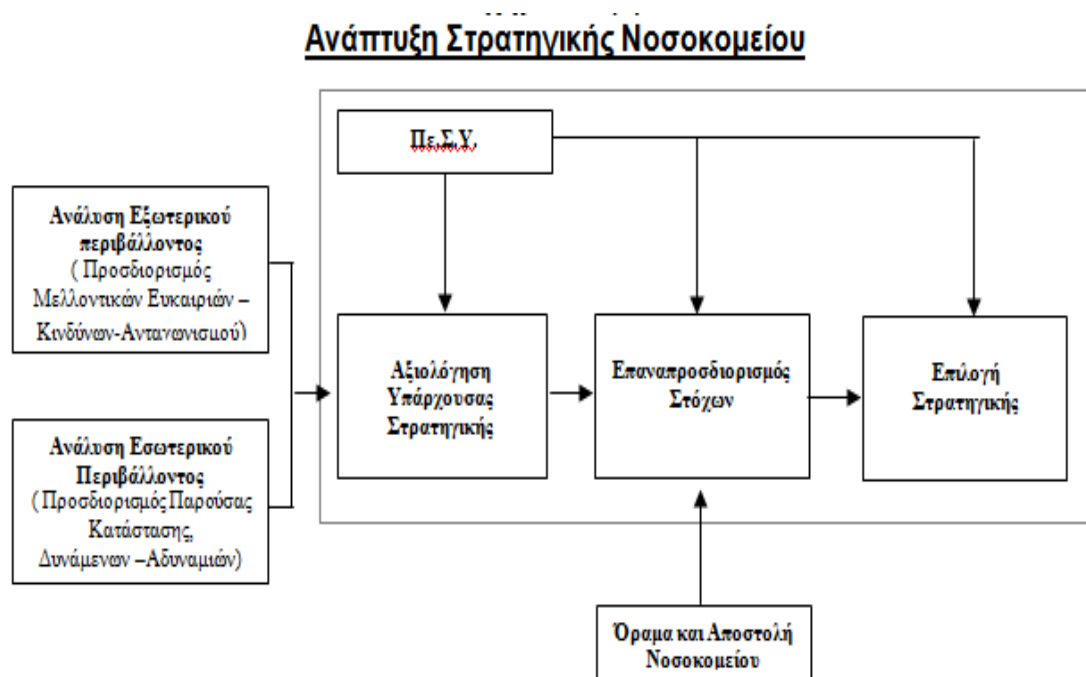 Ανάπτυξη Στρατηγικής Νοσοκομείου
Πε.Σ.Υ.
Ανάλυση Εξωτερικού
περιβάλλοντος
( Προσδιορισμός
Μελλοντικών Ευκαιριών –
Κινδύνων-Ανταγωνισμού)
Αξιολόγηση
Υπάρχουσας
Στρατηγικής
Επαναπροσδιορισμός
Στόχων
Επιλογή
Στρατηγικής
Ανάλυση Εσωτερικού
Περιβάλλοντος
( Προσδιορισμός Παρούσας
Κατάστασης,
Δυνάμενων –Αδυναμιών)
Όραμα και Αποστολή
Νοσοκομείου